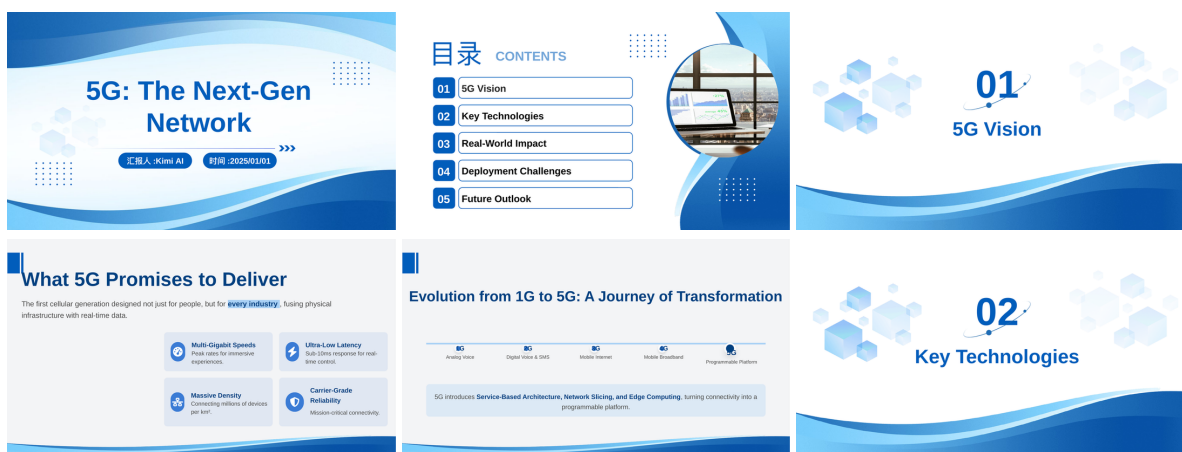 5G: The Next-Gen
Network
汇报人 :Kimi AI
时间 :2025/01/01
目录 CONTENTS
01 5G Vision
02 Key Technologies
03 Real-World Impact
04 Deployment Challenges
05 Future Outlook
01
5G Vision
What 5G Promises to Deliver
The first cellular generation designed not just for people, but for every industry, fusing physical
infrastructure with real-time data.
Multi-Gigabit Speeds
Peak rates for immersive
experiences.
Ultra-Low Latency
Sub-10ms response for real-
time control.
Massive Density
Connecting millions of devices
per km².
Carrier-Grade
Reliability
Mission-critical connectivity.
Evolution from 1G to 5G: A Journey of Transformation
5G
Analog Voice
Digital Voice & SMS
Mobile Internet
Mobile Broadband
Programmable Platform
5G introduces Service-Based Architecture, Network Slicing, and Edge Computing, turning connectivity into a
programmable platform.
02
Key Technologies